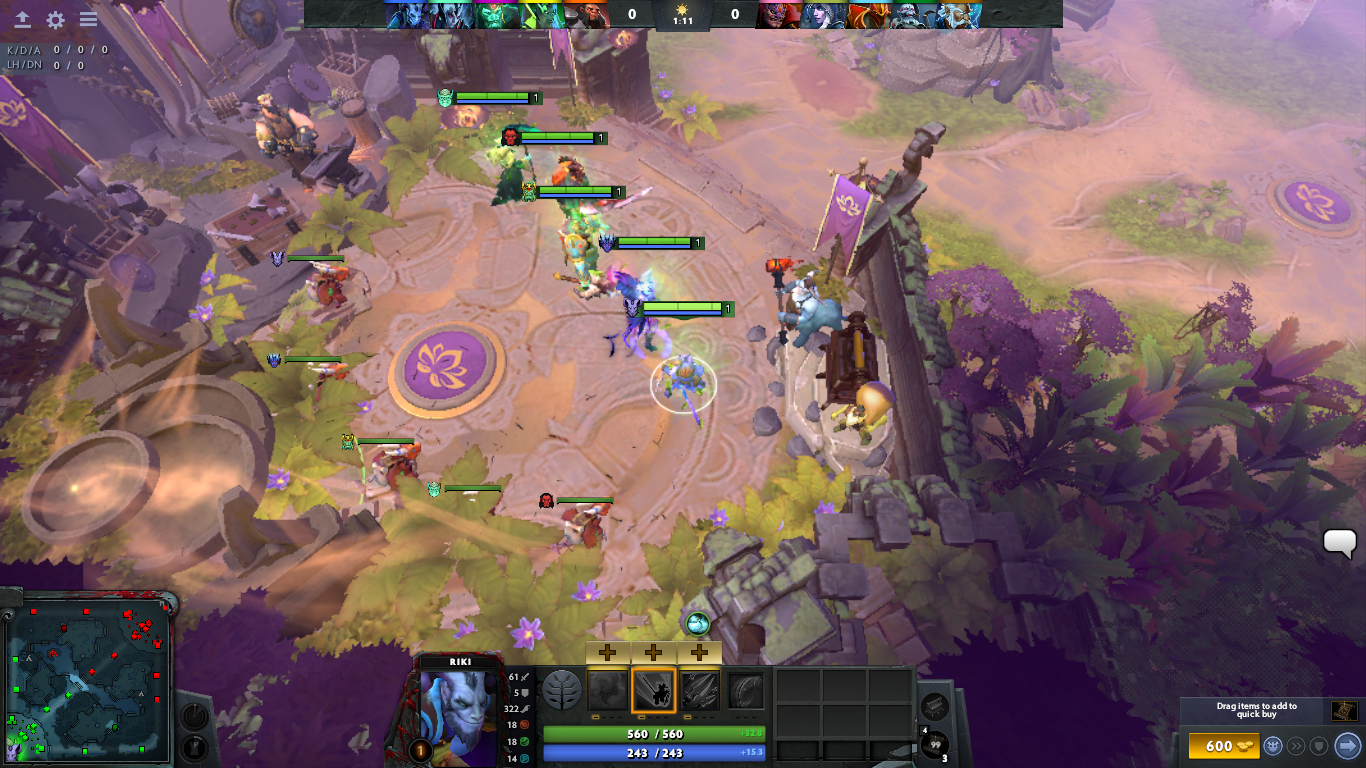 0 1:11 0
K/D/A 0 / 0 / 0
LH/DN 0 / 0
1
1
1
1
1
RIKI
61
5
322
18
18
14
1
560 / 560 +12.8
243 / 243 +15.3
4
99
3
Drag items to add to
quick buy
600